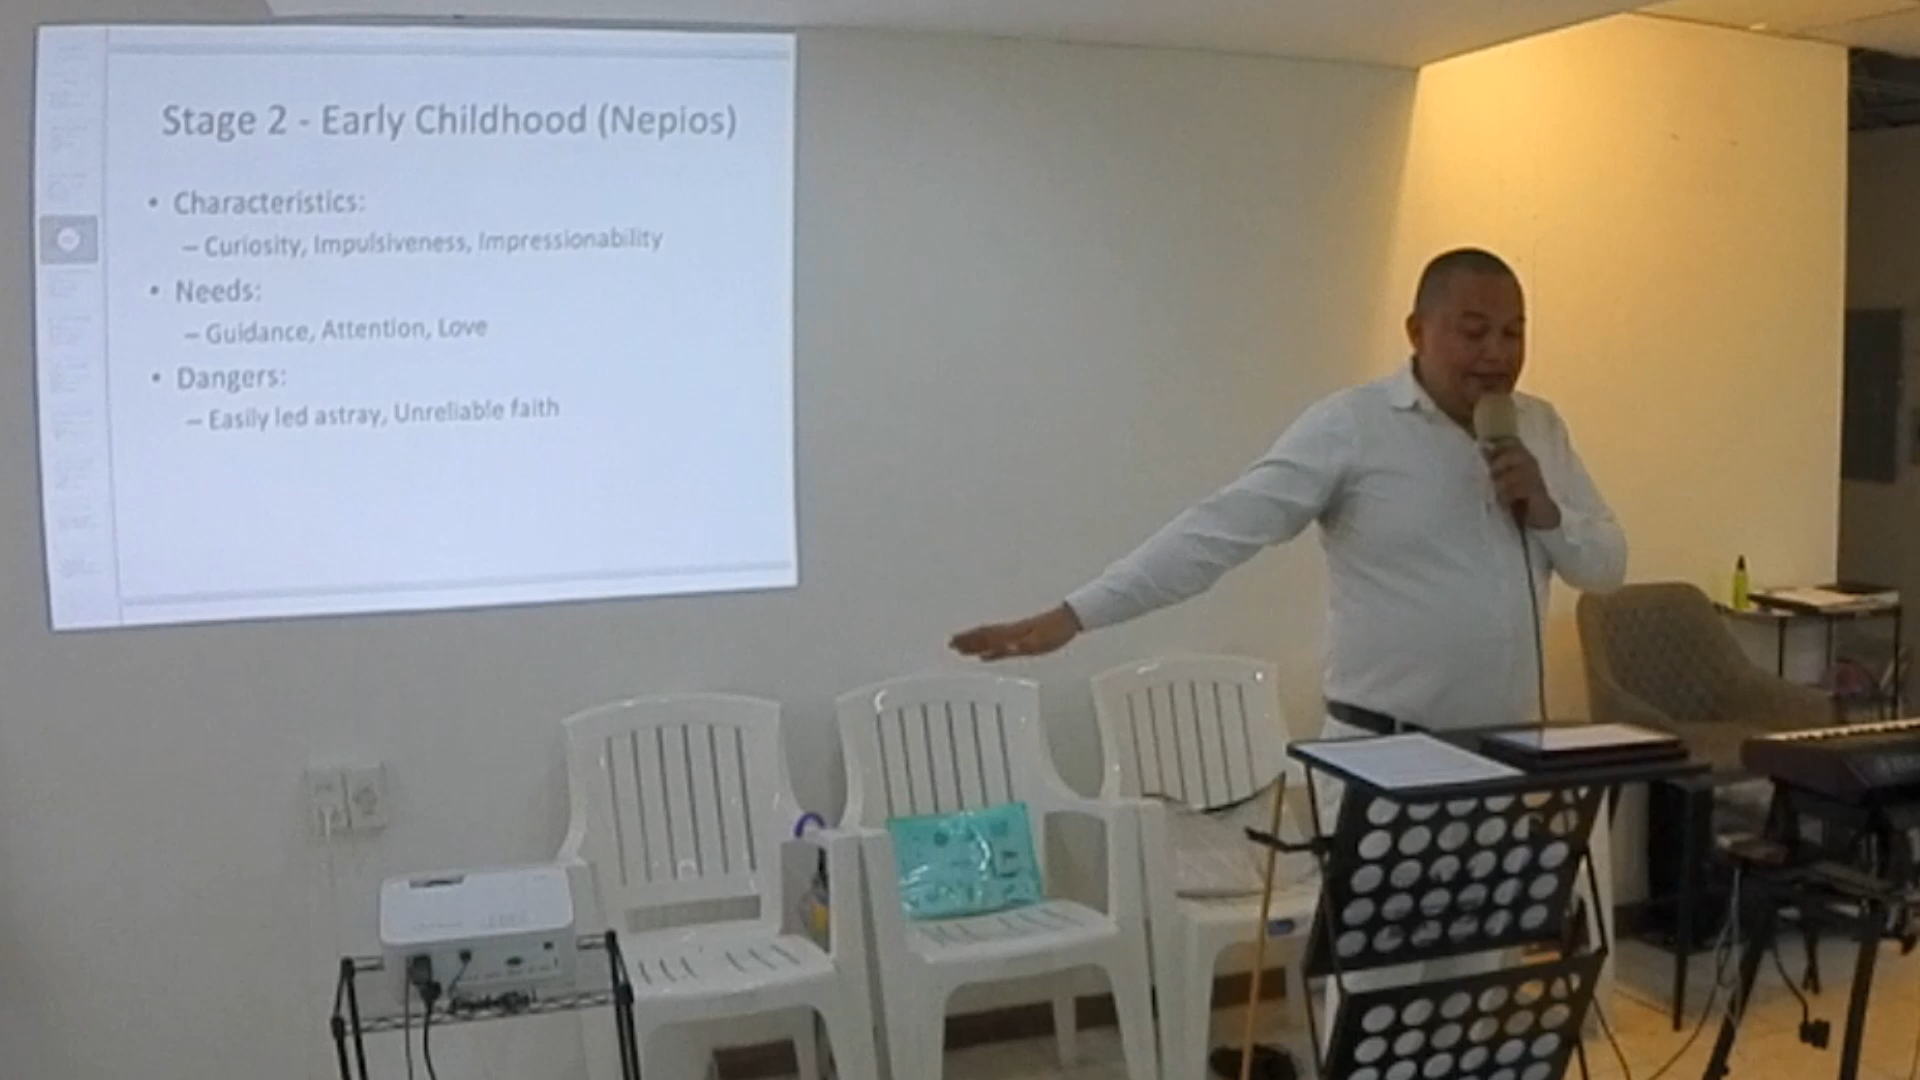 Stage 2 - Early Childhood (Nepios)
• Characteristics:
– Curiosity, Impulsiveness, Impressionability
• Needs:
– Guidance, Attention, Love
• Dangers:
– Easily led astray, Unreliable faith